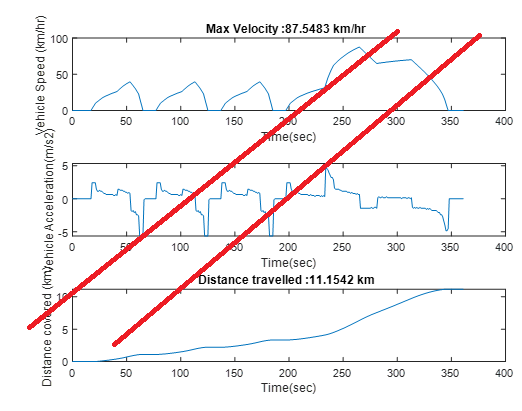 Max Velocity :87.5483 km/hr
Vehicle Speed (km/hr)
100
50
0
0 50 100 150 200 250 300 350 400
Time(sec)
Vehicle Acceleration(m/s2)
5
0
-5
0 50 100 150 200 250 300 350 400
Time(sec)
Distance travelled :11.1542 km
Distance covered (km)
10
5
0
0 50 100 150 200 250 300 350 400
Time(sec)